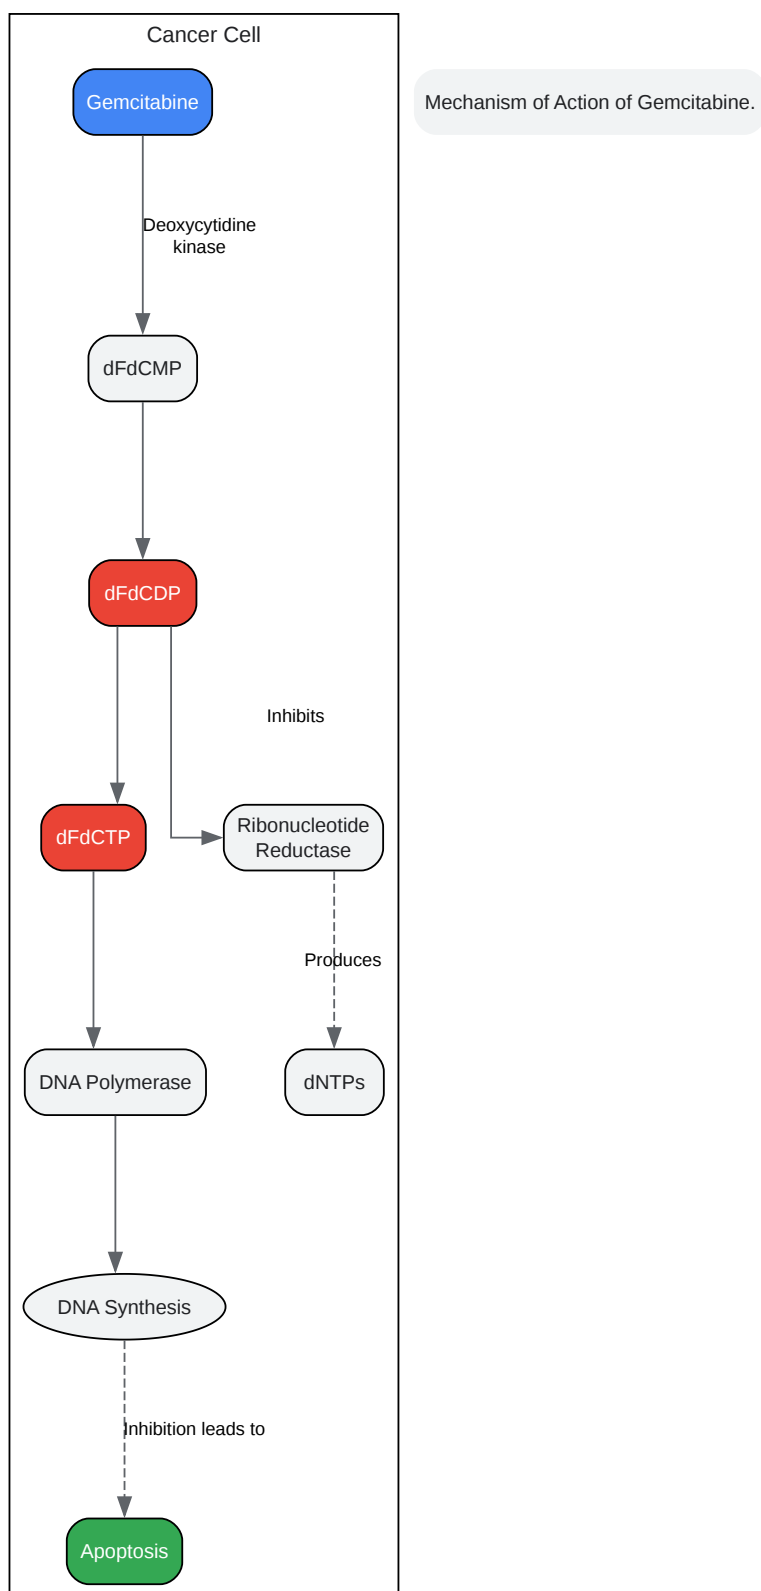 Cancer Cell
Gemcitabine
Mechanism of Action of Gemcitabine.
Deoxycytidine
kinase
dFdCMP
dFdCDP
Inhibits
dFdCTP
Ribonucleotide
Reductase
Produces
DNA Polymerase
dNTPs
DNA Synthesis
Inhibition leads to
Apoptosis